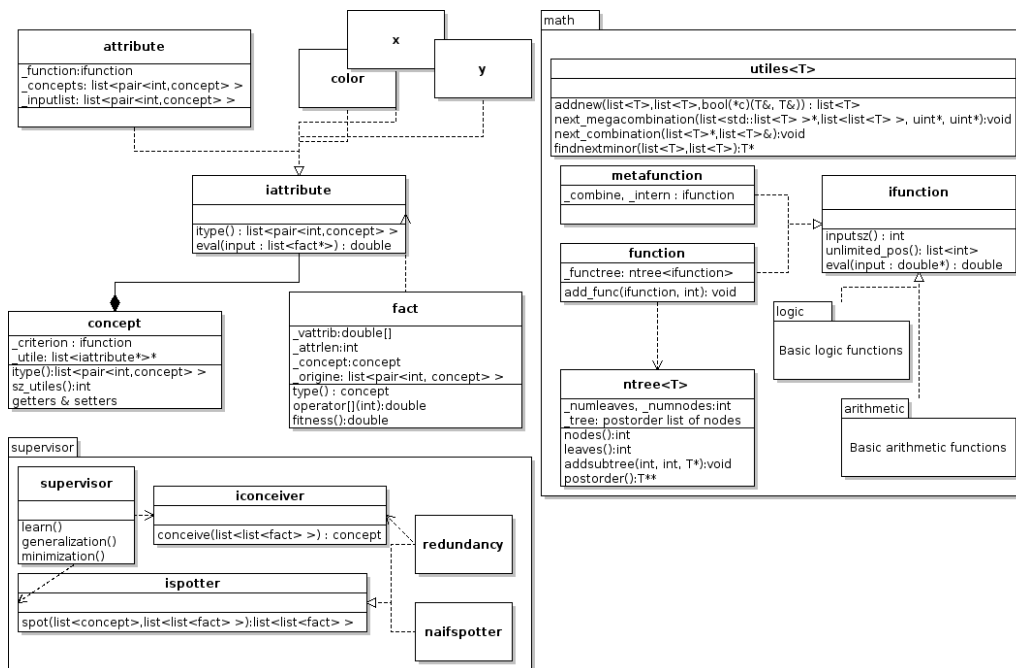 attribute
_function:ifunction
_concepts: list<pair<int,concept> >
_inputlist: list<pair<int,concept> >
color
x
y
iattribute
itype() : list<pair<int,concept> >
eval(input : list<fact*>) : double
concept
_criterion : ifunction
_utile: list<iattribute*>*
itype():list<pair<int,concept> >
sz_utiles():int
getters & setters
fact
_vattrib:double[]
_attrlen:int
_concept:concept
_origine: list<pair<int, concept> >
type() : concept
operator[](int):double
fitness():double
supervisor
supervisor
learn()
generalization()
minimization()
iconceiver
conceive(list<list<fact> >) : concept
ispotter
spot(list<concept>,list<list<fact> >):list<list<fact> >
redundancy
naifspotter
math
utiles<T>
addnew(list<T>,list<T>,bool(*c)(T&, T&)) : list<T>
next_megacombination(list<std::list<T> >*,list<list<T> >, uint*, uint*):void
next_combination(list<T>*,list<T>&):void
findnextminor(list<T>,list<T>):T*
metafunction
_combine, _intern : ifunction
function
_functree: ntree<ifunction>
add_func(ifunction, int): void
ifunction
inputsz() : int
unlimited_pos(): list<int>
eval(input : double*) : double
logic
Basic logic functions
arithmetic
Basic arithmetic functions
ntree<T>
_numleaves, _numnodes:int
_tree: postorder list of nodes
nodes():int
leaves():int
addsubtree(int, int, T*):void
postorder():T**